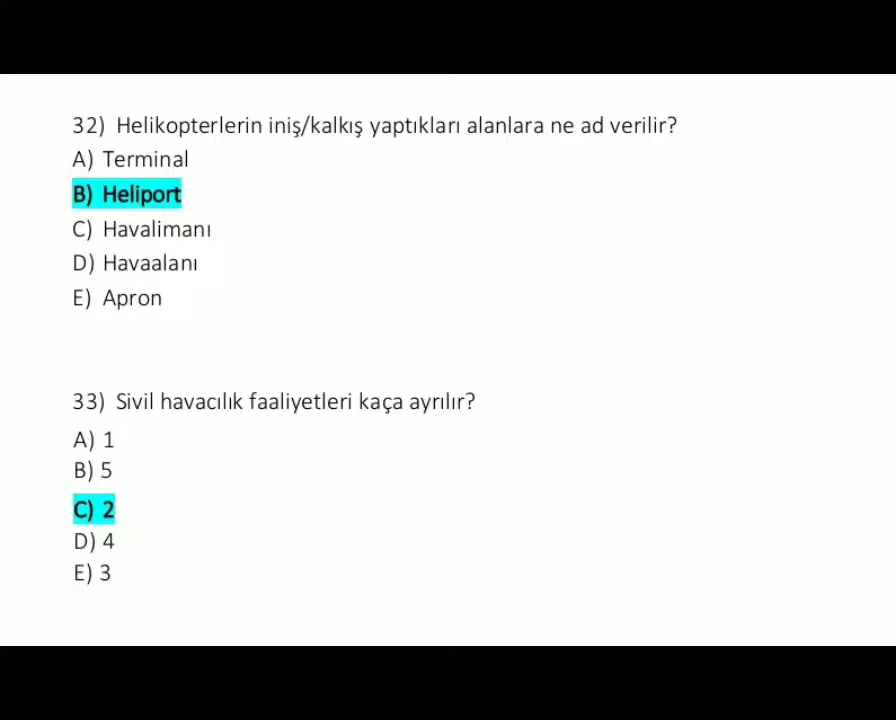 32) Helikopterlerin iniş/kalkış yaptıkları alanlara ne ad verilir?
A) Terminal
B) Heliport
C) Havalimanı
D) Havaalanı
E) Apron
33) Sivil havacılık faaliyetleri kaça ayrılır?
A) 1
B) 5
C) 2
D) 4
E) 3